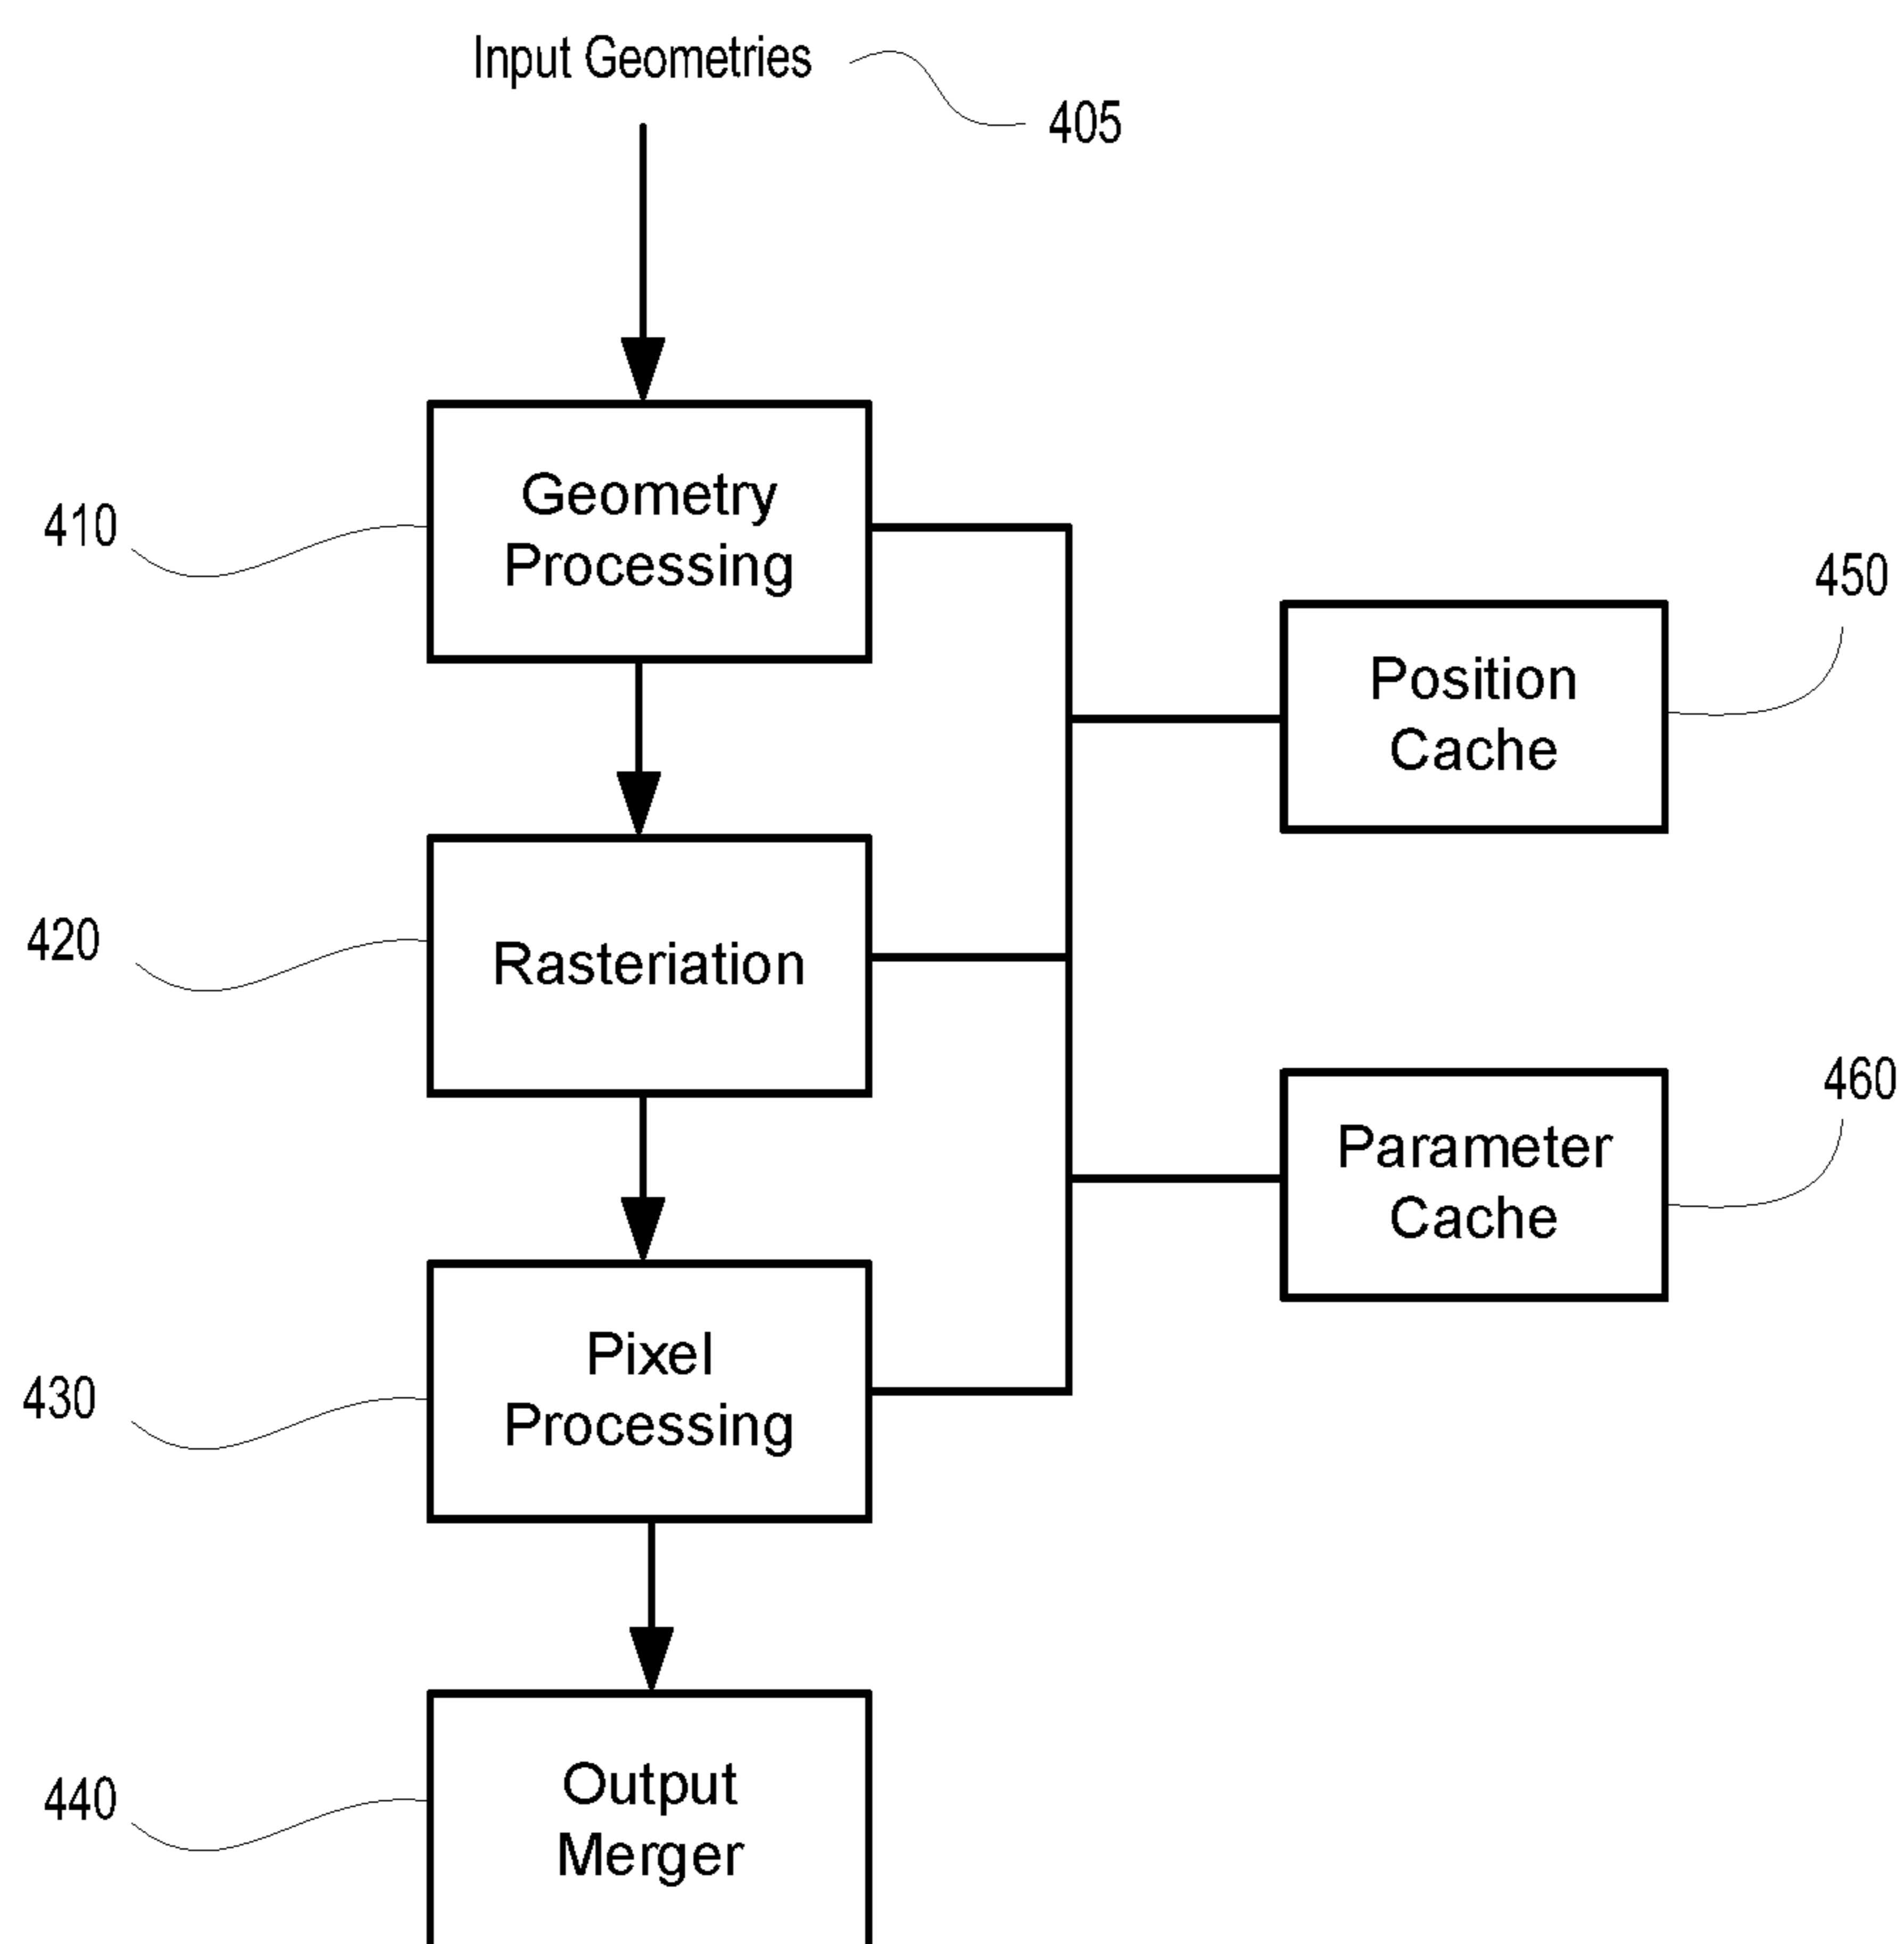 Input Geometries
405
Geometry
Processing
410
450
Position
Cache
420
Rasteriation
460
Parameter
Cache
Pixel
Processing
430
Output
Merger
440